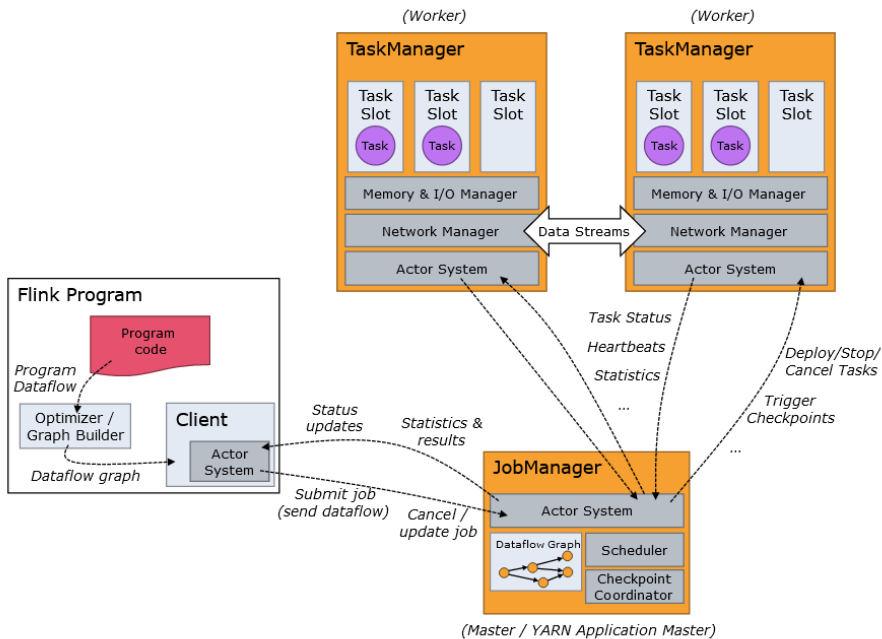 (Worker)
(Worker)
TaskManager
Task
Slot
Task
Task
Slot
Task
Task
Slot
Memory & I/O Manager
Network Manager
Actor System
TaskManager
Task
Slot
Task
Task
Slot
Task
Task
Slot
Memory & I/O Manager
Network Manager
Actor System
Data Streams
Flink Program
Program
code
Program
Dataflow
Optimizer /
Graph Builder
Dataflow graph
Client
Actor
System
Status
updates
Statistics &
results
Submit job
(send dataflow)
Cancel /
update job
Task Status
Heartbeats
Statistics
...
Deploy/Stop/
Cancel Tasks
Trigger
Checkpoints
...
JobManager
Actor System
Dataflow Graph
Scheduler
Checkpoint
Coordinator
(Master / YARN Application Master)